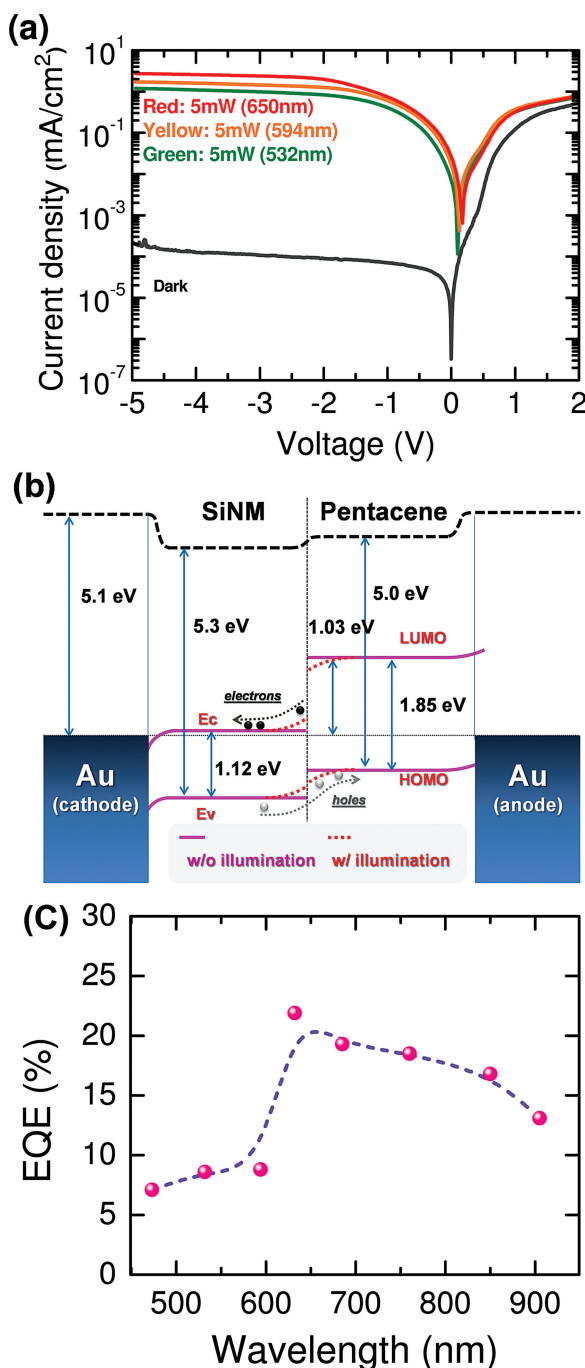 (a)
Current density (mA/cm²)
10¹
10⁻¹
10⁻³
10⁻⁵
10⁻⁷
Red: 5mW (650nm)
Yellow: 5mW (594nm)
Green: 5mW (532nm)
Dark
-5 -4 -3 -2 -1 0 1 2
Voltage (V)
(b)
SiNM Pentacene
5.1 eV
5.3 eV
5.0 eV
1.03 eV
LUMO
electrons
1.85 eV
Ec
1.12 eV
HOMO
Au
(cathode)
Au
(anode)
Ev
holes
w/o illumination w/ illumination
(C)
EQE (%)
30
25
20
15
10
5
0
500 600 700 800 900
Wavelength (nm)